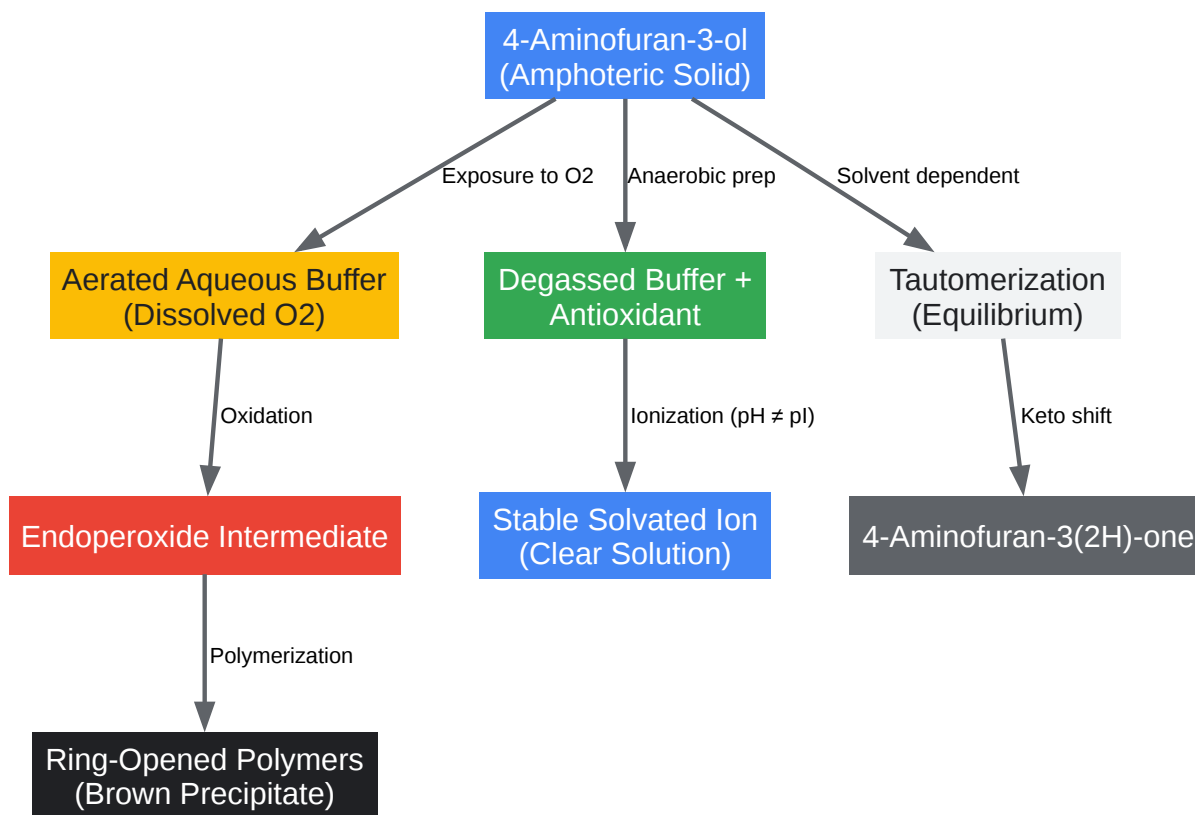 4-Aminofuran-3-ol
(Amphoteric Solid)
Exposure to O2
Anaerobic prep
Solvent dependent
Aerated Aqueous Buffer
(Dissolved O2)
Degassed Buffer +
Antioxidant
Tautomerization
(Equilibrium)
Oxidation
Ionization (pH ≠ pI)
Keto shift
Endoperoxide Intermediate
Stable Solvated Ion
(Clear Solution)
4-Aminofuran-3(2H)-one
Polymerization
Ring-Opened Polymers
(Brown Precipitate)